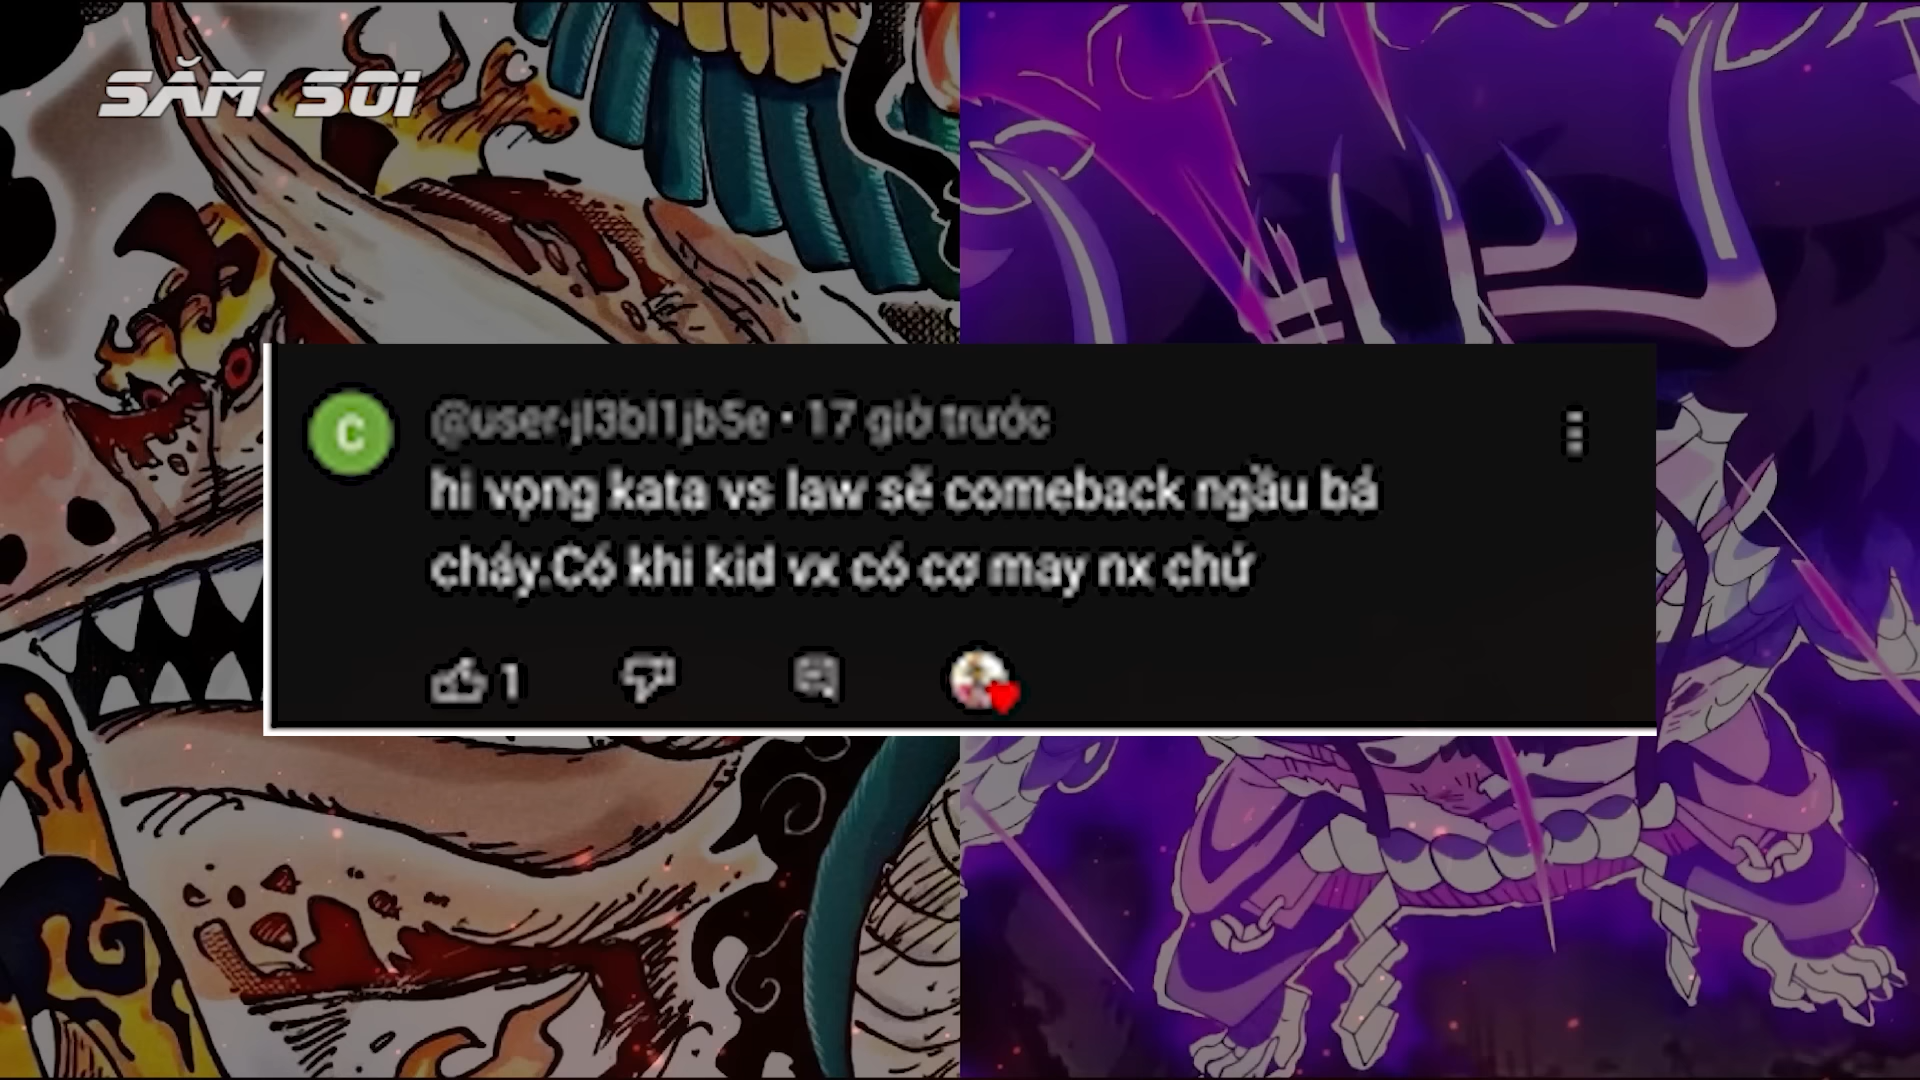 SĂM SOI
@user-jl3bl1jb5e • 17 giờ trước
hi vọng kata vs law sẽ comeback ngầu bá
cháy.Có khi kid vx có cơ may nx chứ
1